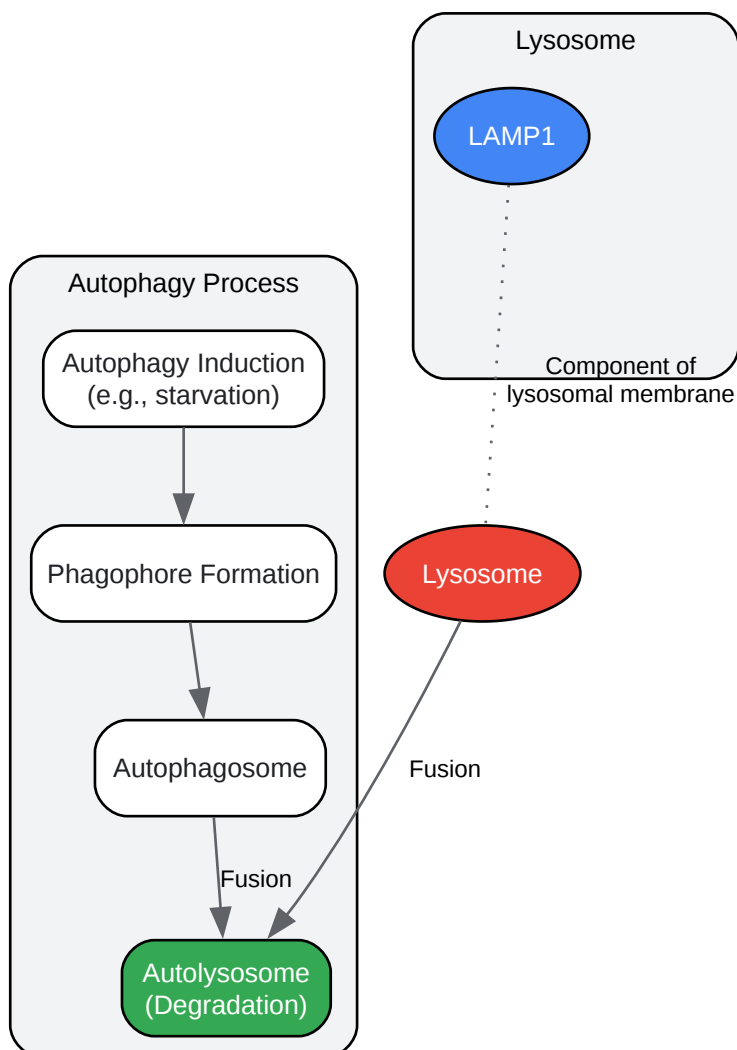 Lysosome
LAMP1
Autophagy Process
Autophagy Induction
(e.g., starvation)
Component of
lysosomal membrane
Phagophore Formation
Lysosome
Autophagosome
Fusion
Fusion
Autolysosome
(Degradation)